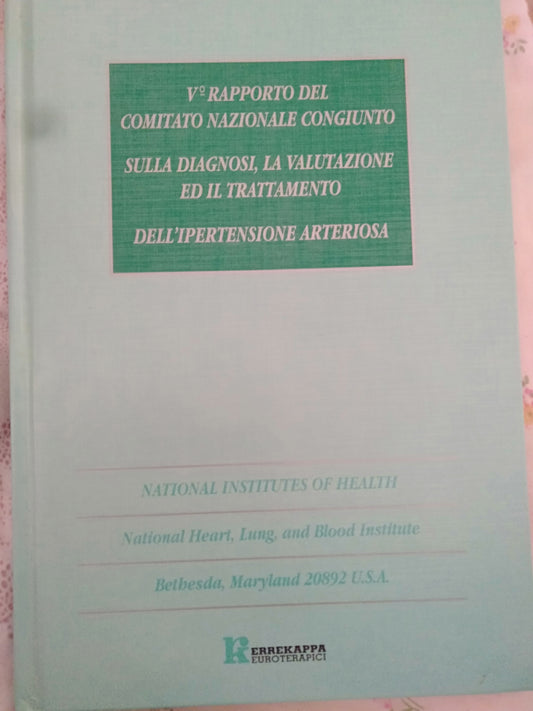 Vº RAPPORTO DEL
COMITATO NAZIONALE CONGIUNTO
SULLA DIAGNOSI, LA VALUTAZIONE
ED IL TRATTAMENTO
DELL'IPERTENSIONE ARTERIOSA
NATIONAL INSTITUTES OF HEALTH
National Heart, Lung, and Blood Institute
Bethesda, Maryland 20892 U.S.A.
ERREKAPPA
EUROTERAPICI